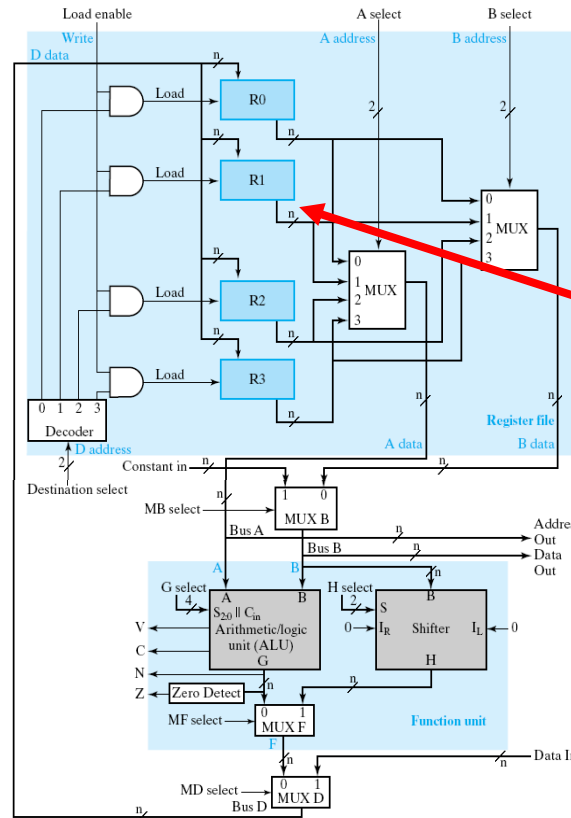 Load enable
A select
B select
Write
A address
B address
D data
n
Load
R0
2
2
n
n
Load
R1
n
0
1
2
3
MUX
0
1
2
3
MUX
n
Load
R2
n
n
Load
R3
n
n
n
0 1 2 3
Decoder
D address
2
Register file
A data
B data
Constant in
n
n
Destination select
n
1 0
MUX B
MB select
Bus A
n
Address
Out
Bus B
n
Data
Out
A
B
n
G select
4
A
B
S2:0 || Cin
Arithmetic/logic
unit (ALU)
G
H select
2
B
S
0
IR
Shifter
IL
0
H
V
C
N
Z
Zero Detect
n
n
MF select
0 1
MUX F
Function unit
F
n
n
Data In
MD select
0 1
MUX D
Bus D
n